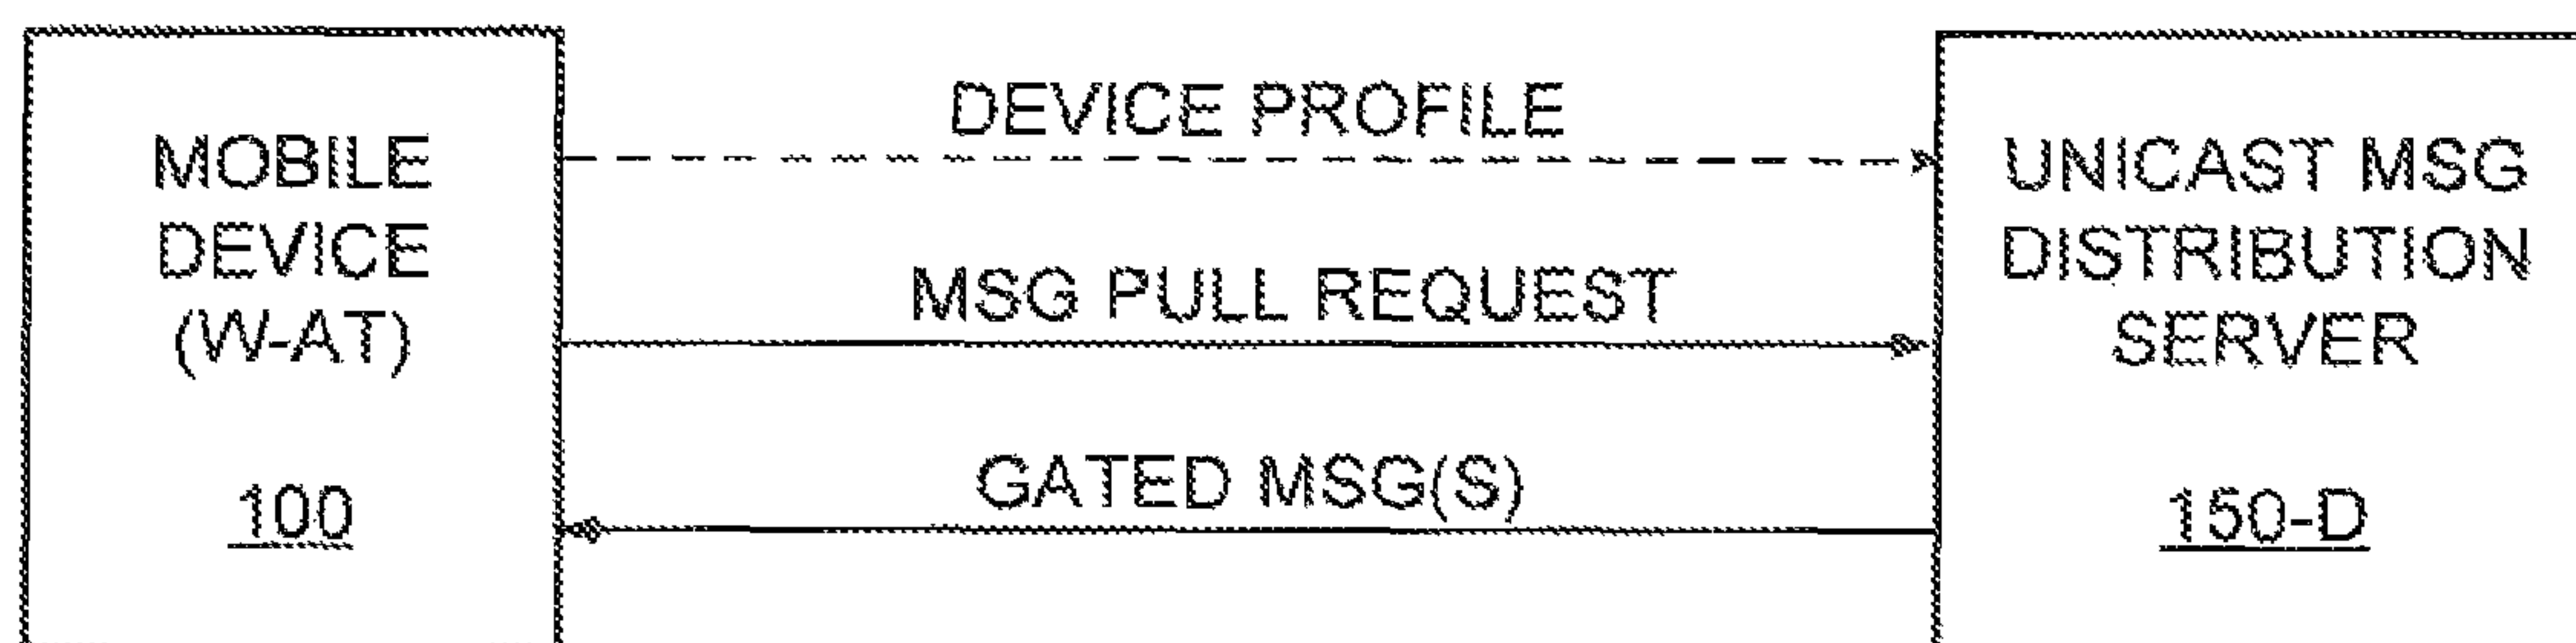 MOBILE
DEVICE
(W-AT)
100
DEVICE PROFILE
MSG PULL REQUEST
GATED MSG(S)
UNICAST MSG
DISTRIBUTION
SERVER
150-D